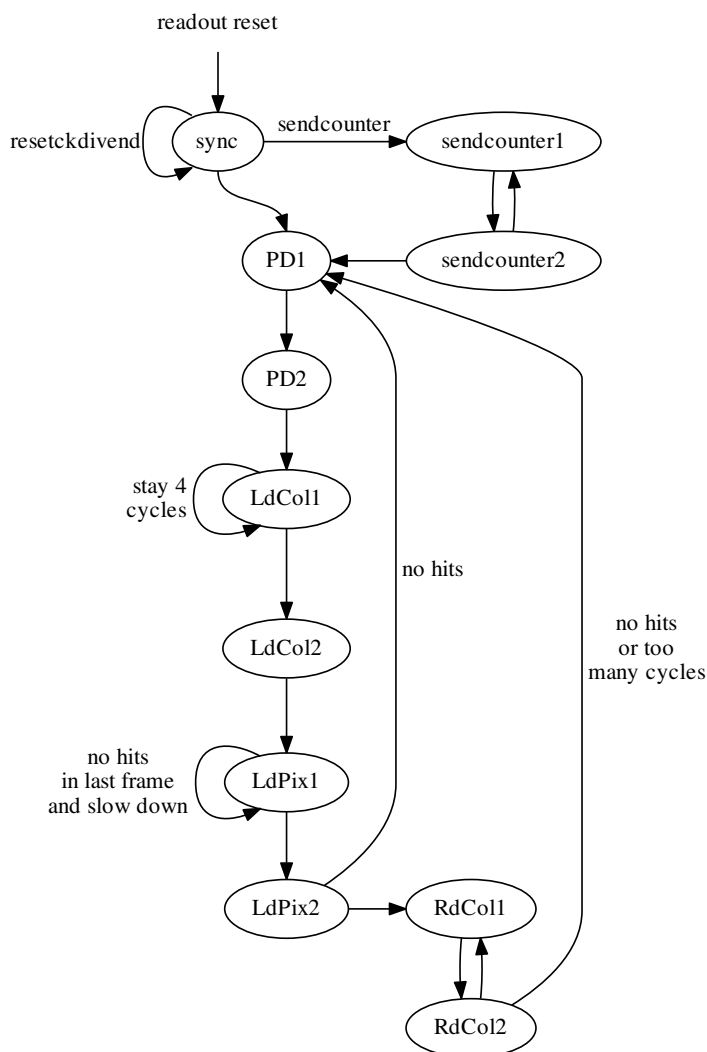 readout reset
resetckdivend
sync
sendcounter
sendcounter1
PD1
sendcounter2
PD2
stay 4
cycles
LdCol1
no hits
LdCol2
no hits
or too
many cycles
no hits
in last frame
and slow down
LdPix1
LdPix2
RdCol1
RdCol2